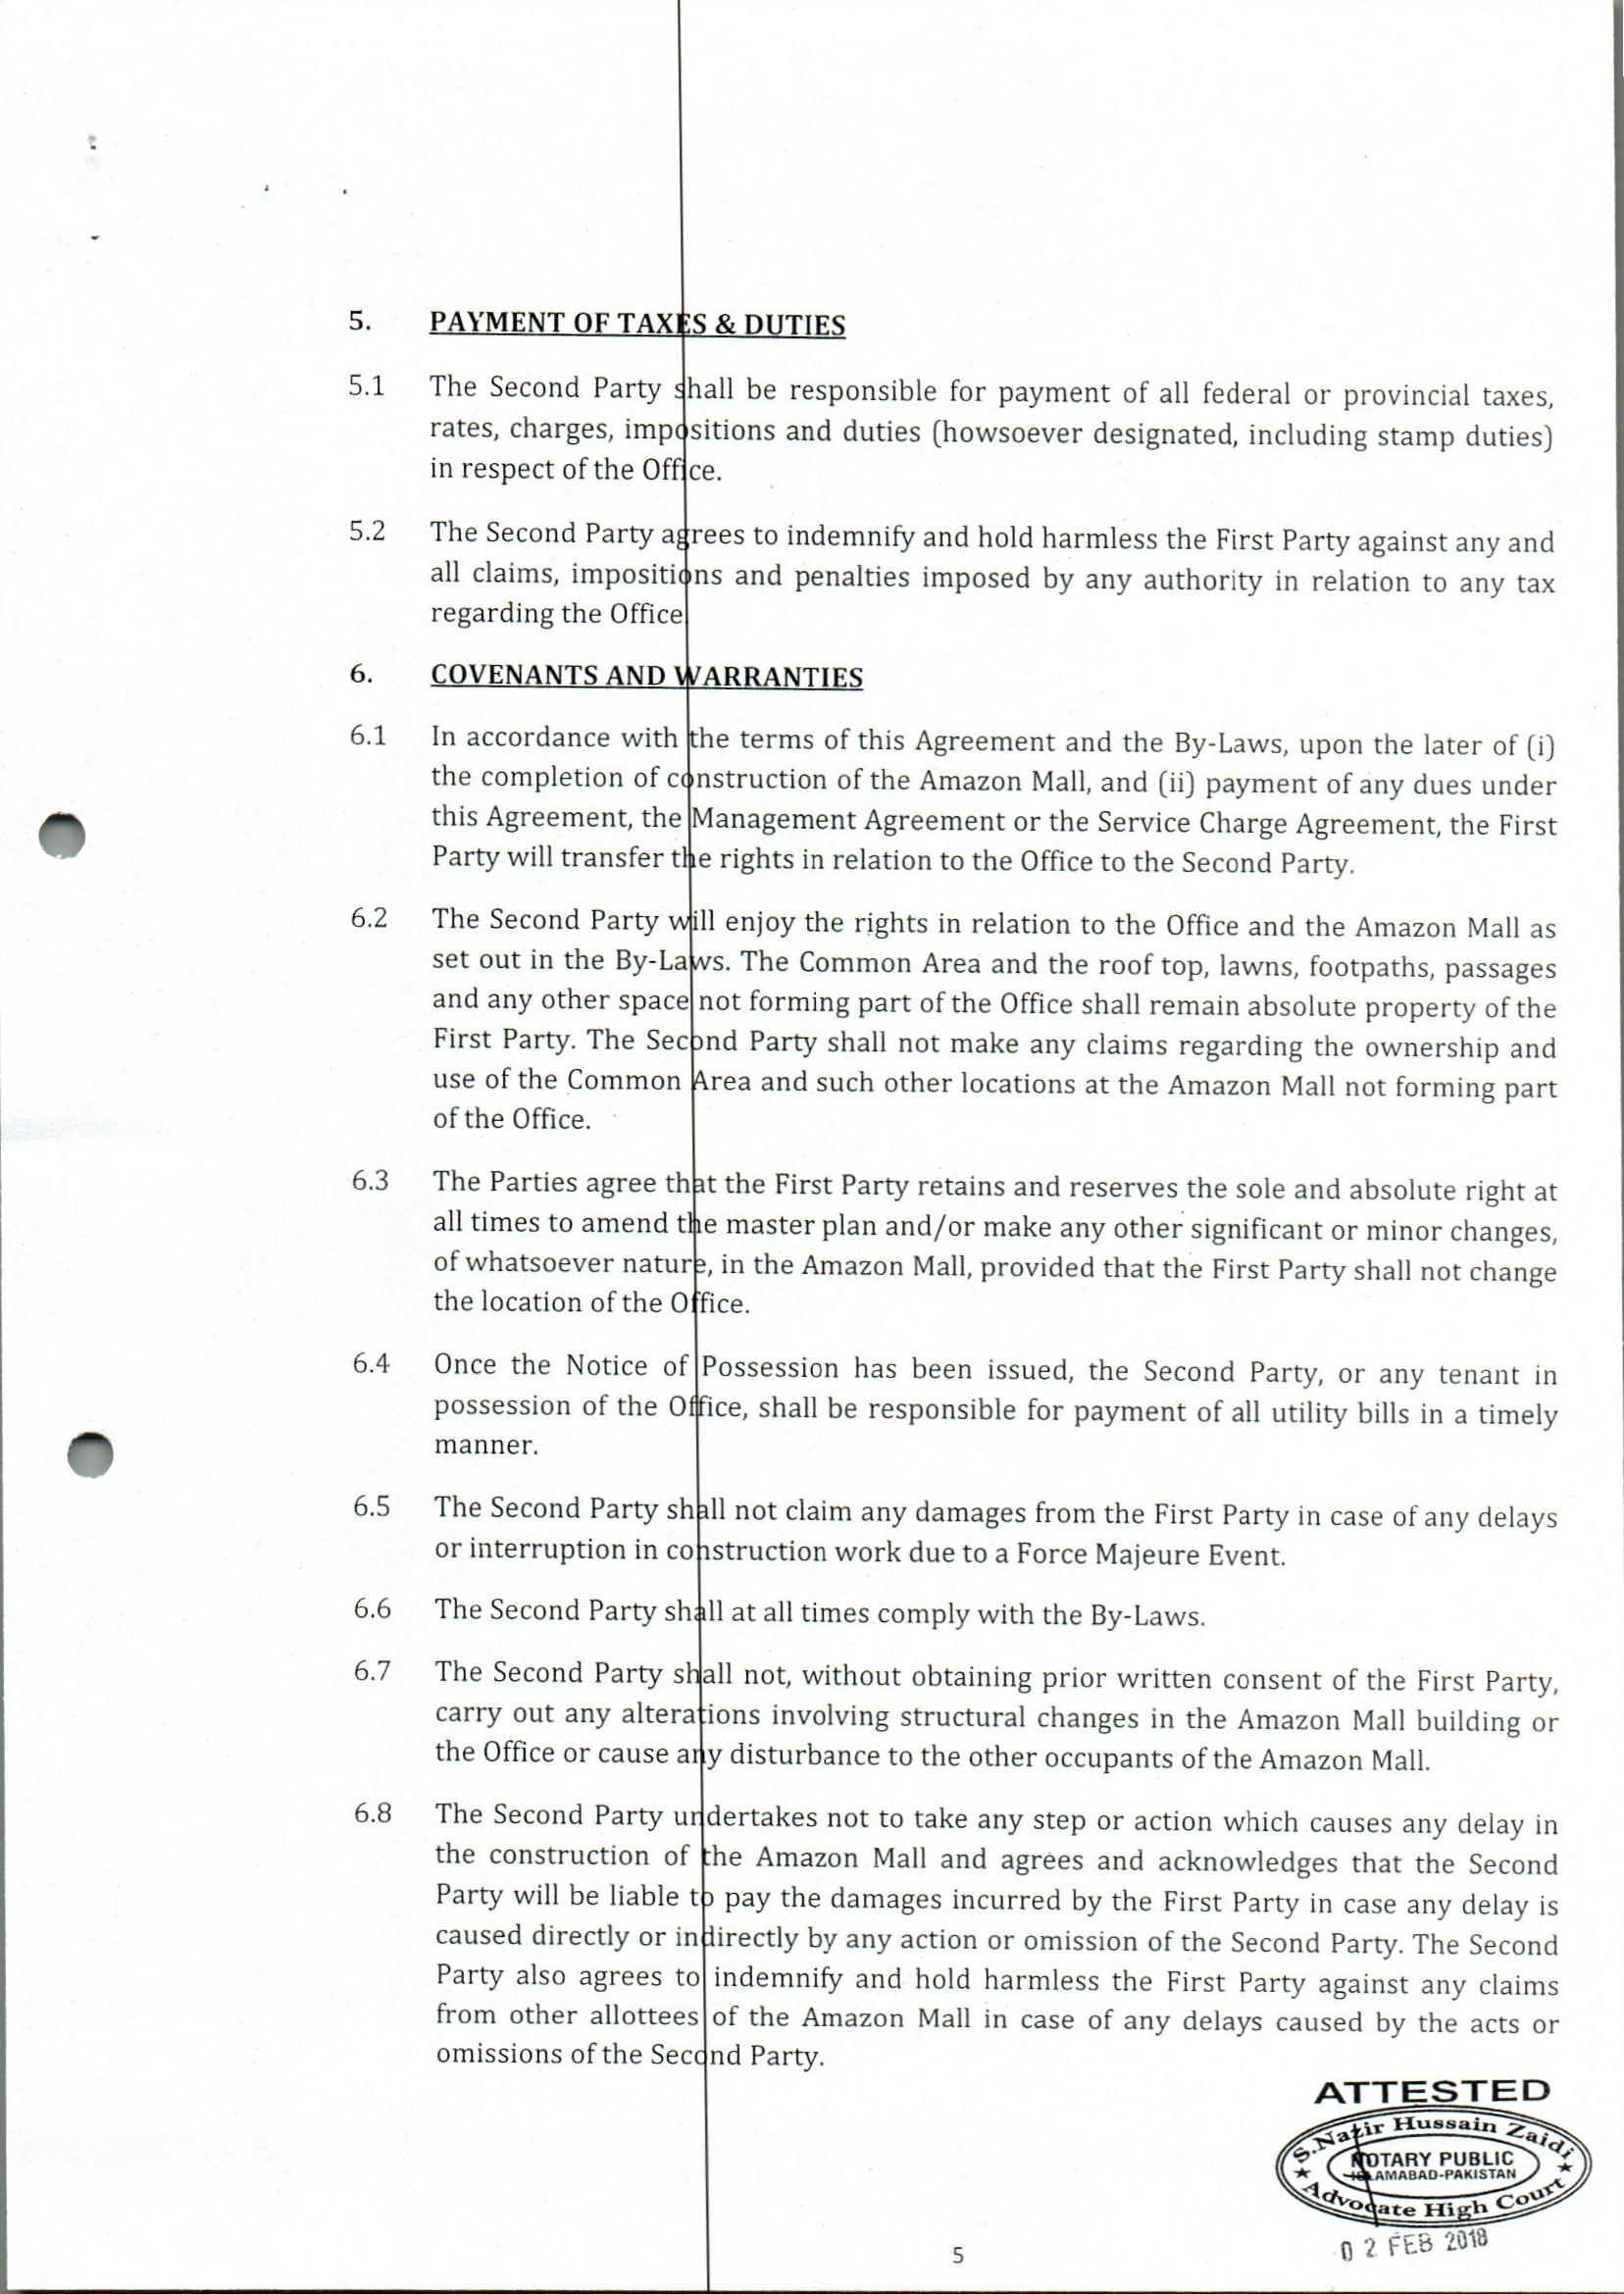 5. PAYMENT OF TAXES & DUTIES
5.1 The Second Party shall be responsible for payment of all federal or provincial taxes,
rates, charges, impositions and duties (howsoever designated, including stamp duties)
in respect of the Office.
5.2 The Second Party agrees to indemnify and hold harmless the First Party against any and
all claims, impositions and penalties imposed by any authority in relation to any tax
regarding the Office
6. COVENANTS AND WARRANTIES
6.1 In accordance with the terms of this Agreement and the By-Laws, upon the later of (i)
the completion of construction of the Amazon Mall, and (ii) payment of any dues under
this Agreement, the Management Agreement or the Service Charge Agreement, the First
Party will transfer the rights in relation to the Office to the Second Party.
6.2 The Second Party will enjoy the rights in relation to the Office and the Amazon Mall as
set out in the By-Laws. The Common Area and the roof top, lawns, footpaths, passages
and any other space not forming part of the Office shall remain absolute property of the
First Party. The Second Party shall not make any claims regarding the ownership and
use of the Common Area and such other locations at the Amazon Mall not forming part
of the Office.
6.3 The Parties agree that the First Party retains and reserves the sole and absolute right at
all times to amend the master plan and/or make any other significant or minor changes,
of whatsoever nature, in the Amazon Mall, provided that the First Party shall not change
the location of the Office.
6.4 Once the Notice of Possession has been issued, the Second Party, or any tenant in
possession of the Office, shall be responsible for payment of all utility bills in a timely
manner.
6.5 The Second Party shall not claim any damages from the First Party in case of any delays
or interruption in construction work due to a Force Majeure Event.
6.6 The Second Party shall at all times comply with the By-Laws.
6.7 The Second Party shall not, without obtaining prior written consent of the First Party,
carry out any alterations involving structural changes in the Amazon Mall building or
the Office or cause any disturbance to the other occupants of the Amazon Mall.
6.8 The Second Party undertakes not to take any step or action which causes any delay in
the construction of the Amazon Mall and agrees and acknowledges that the Second
Party will be liable to pay the damages incurred by the First Party in case any delay is
caused directly or indirectly by any action or omission of the Second Party. The Second
Party also agrees to indemnify and hold harmless the First Party against any claims
from other allottees of the Amazon Mall in case of any delays caused by the acts or
omissions of the Second Party.
ATTESTED
S.Nazir Hussain Zaidi
NOTARY PUBLIC
ISLAMABAD-PAKISTAN
Advocate High Court
02 FEB 2018
5